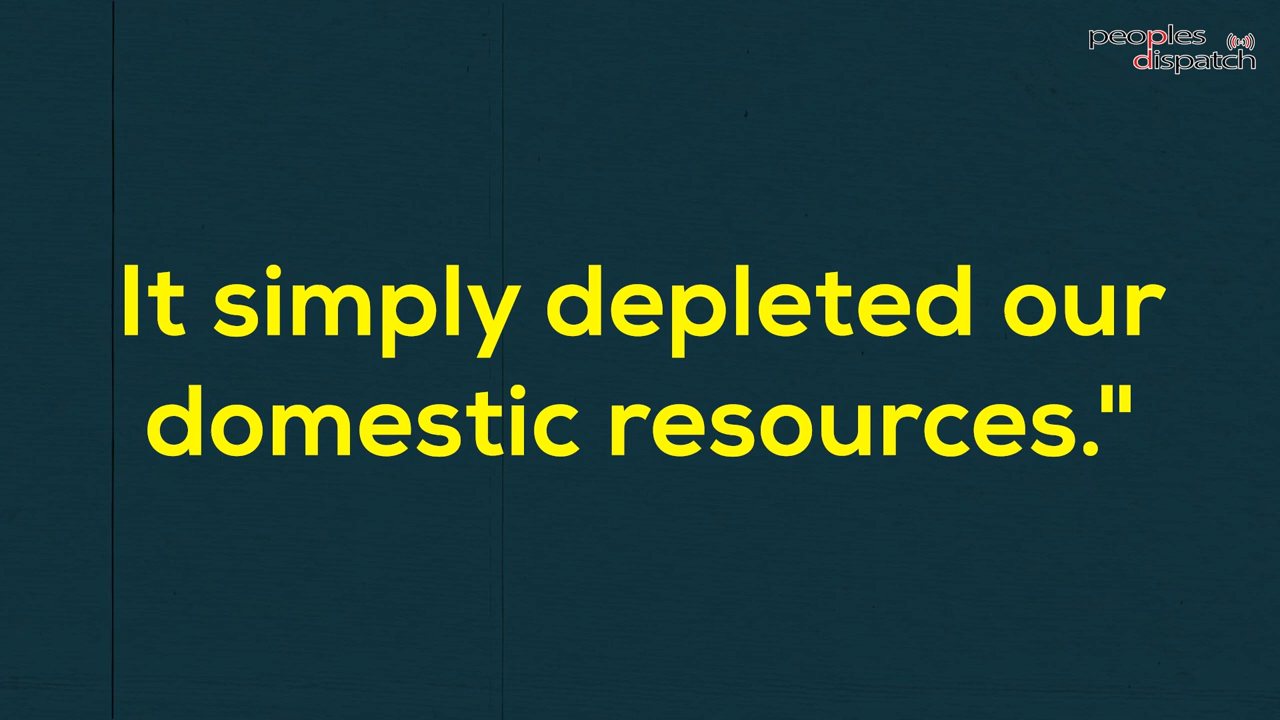 peoples
dispatch
It simply depleted our
domestic resources."